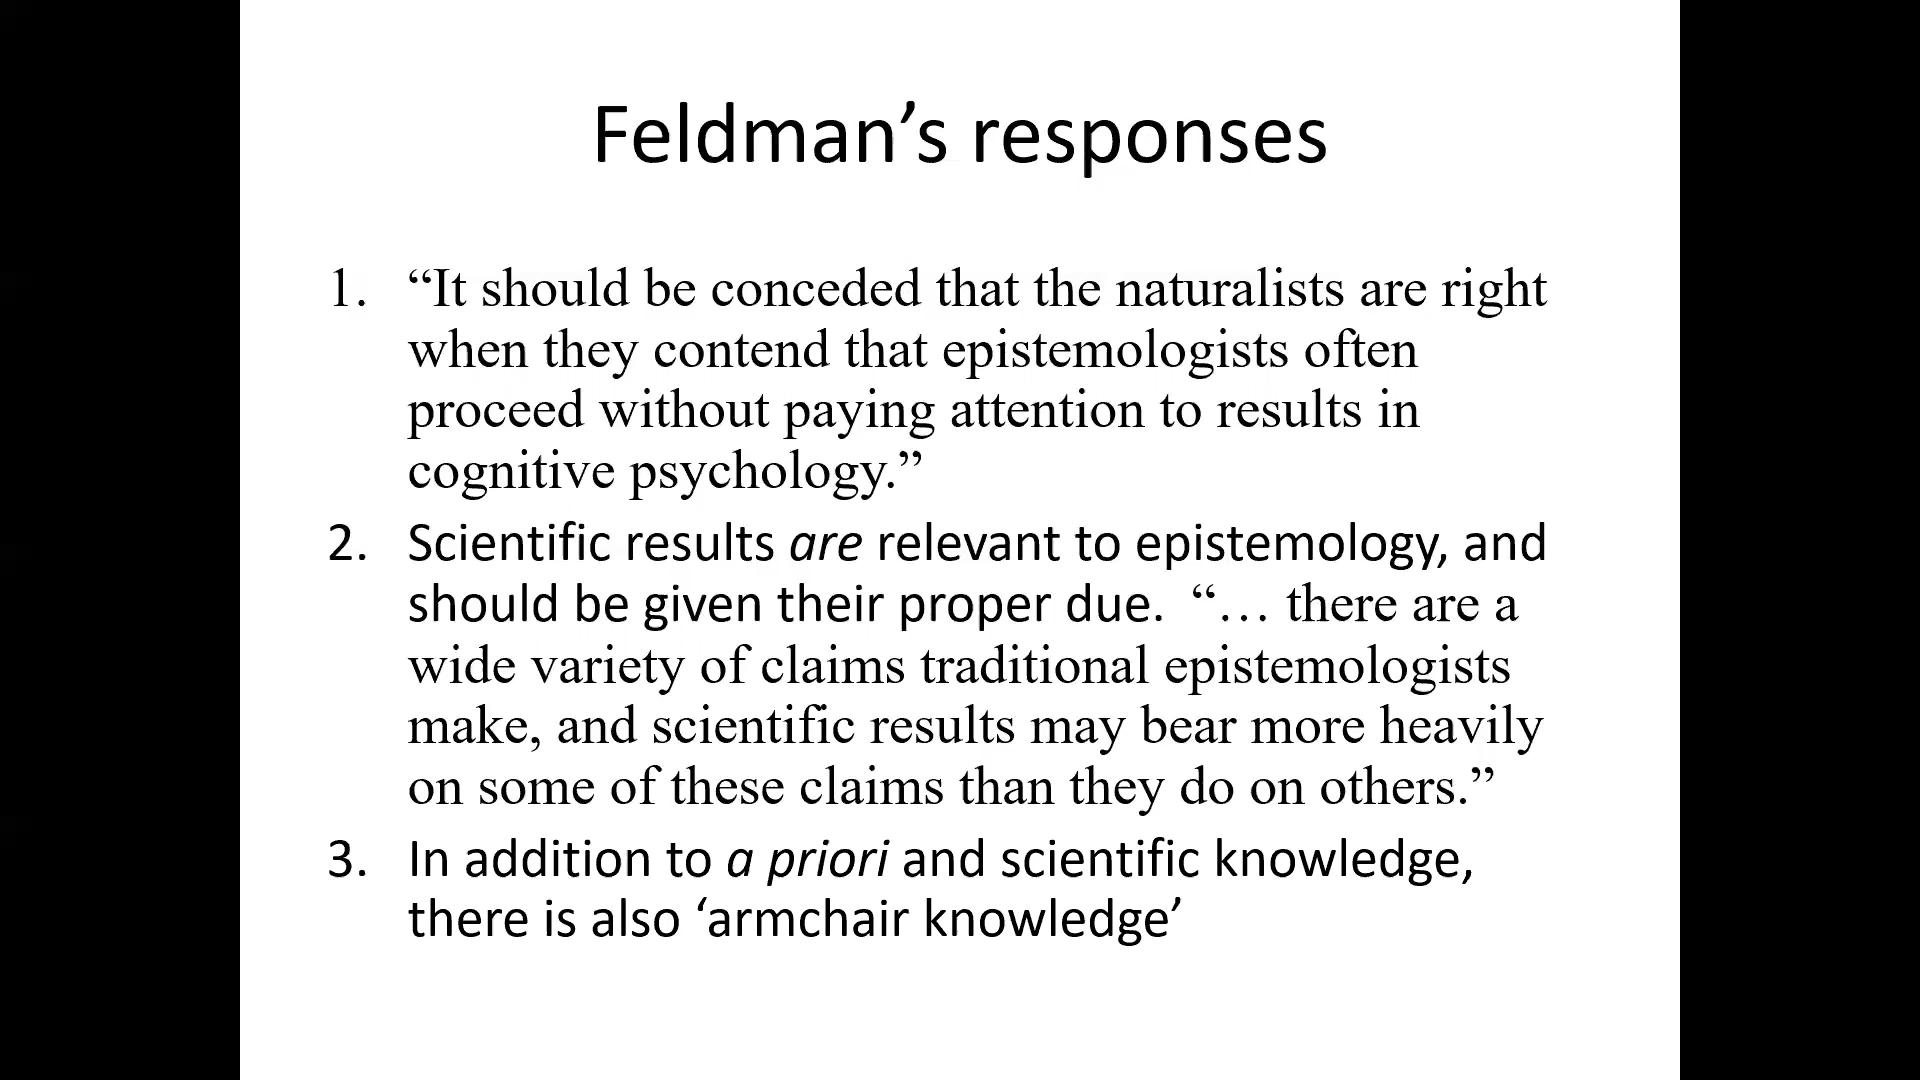 Feldman’s responses
1. “It should be conceded that the naturalists are right
when they contend that epistemologists often
proceed without paying attention to results in
cognitive psychology.”
2. Scientific results are relevant to epistemology, and
should be given their proper due. “… there are a
wide variety of claims traditional epistemologists
make, and scientific results may bear more heavily
on some of these claims than they do on others.”
3. In addition to a priori and scientific knowledge,
there is also ‘armchair knowledge’